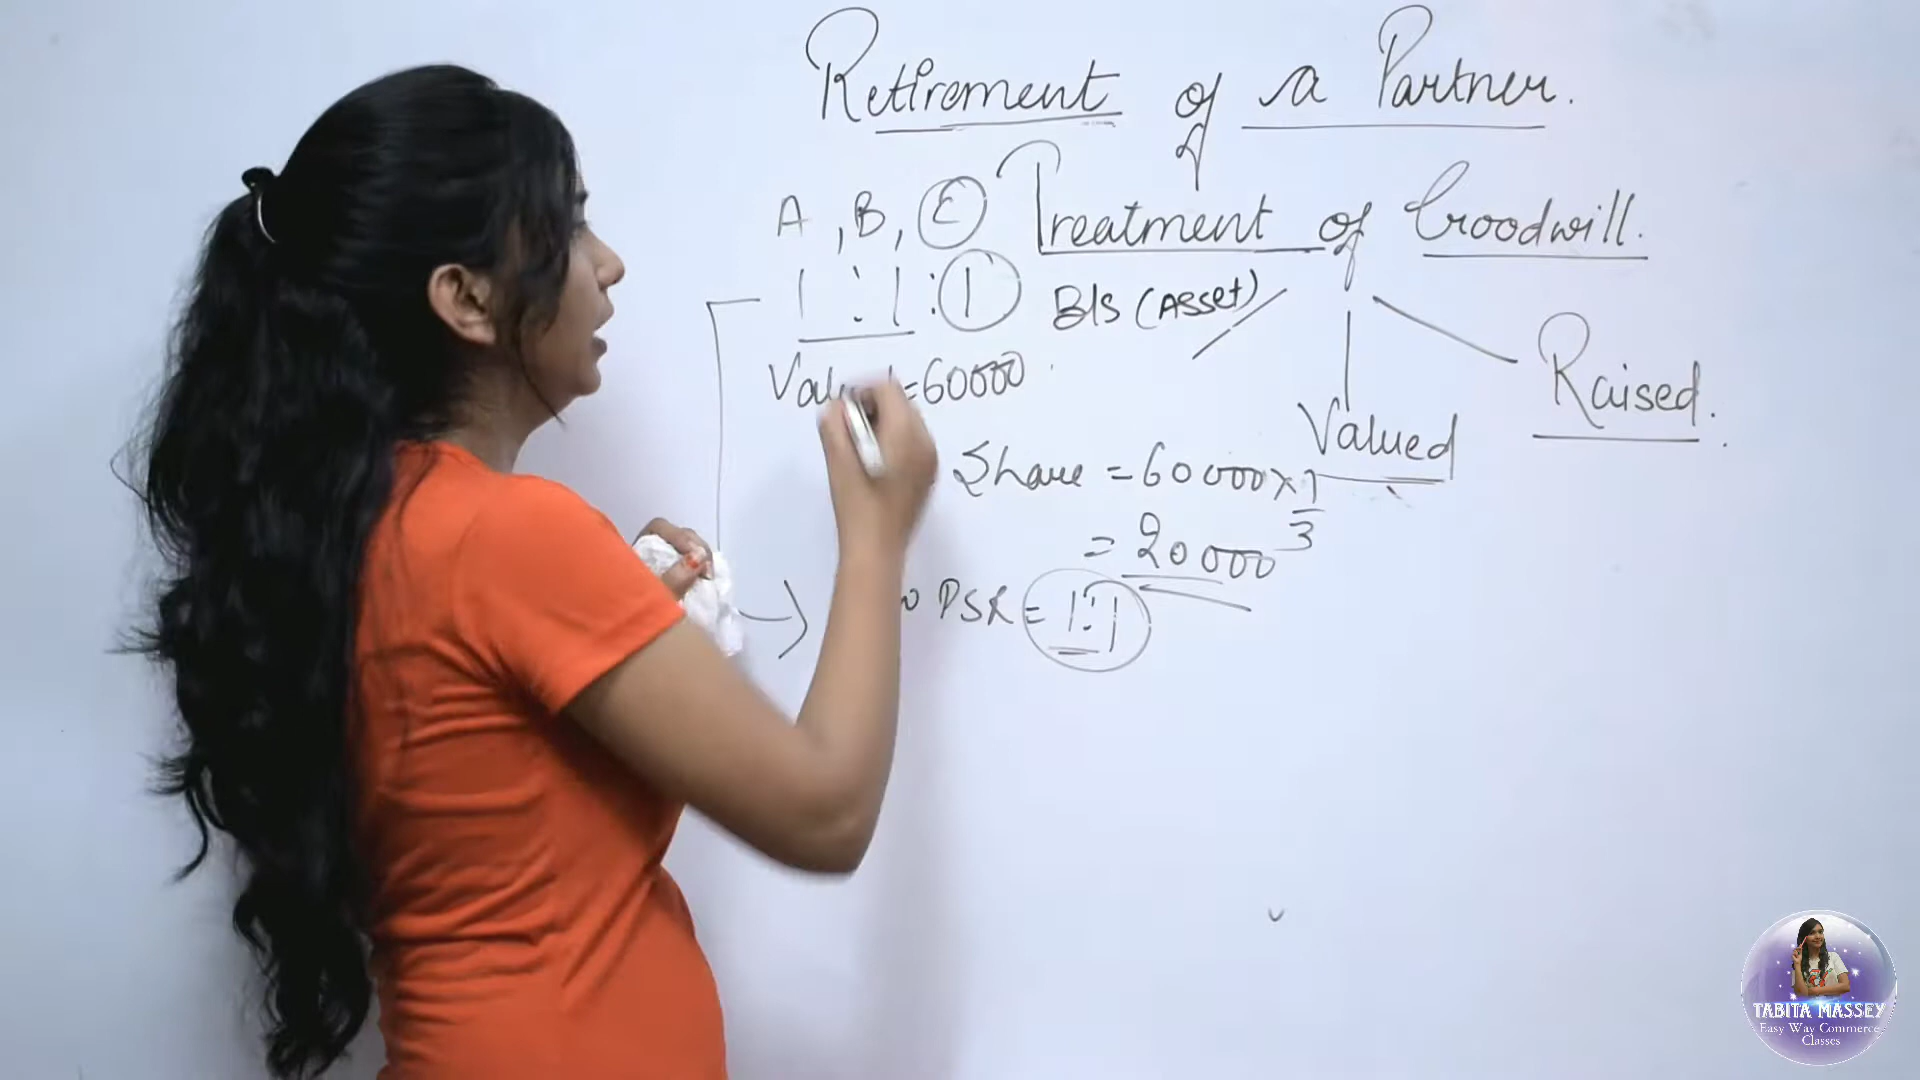 Retirement of a Partner.
A, B, C Treatment of Goodwill.
1 : 1 : 1 B/S (Asset)
= 60000
Raised.
Valued
Share = 60000 x 1/3
= 20000
PSR = 1:1
TABITA MASSEY
Easy Way Commerce
Classes